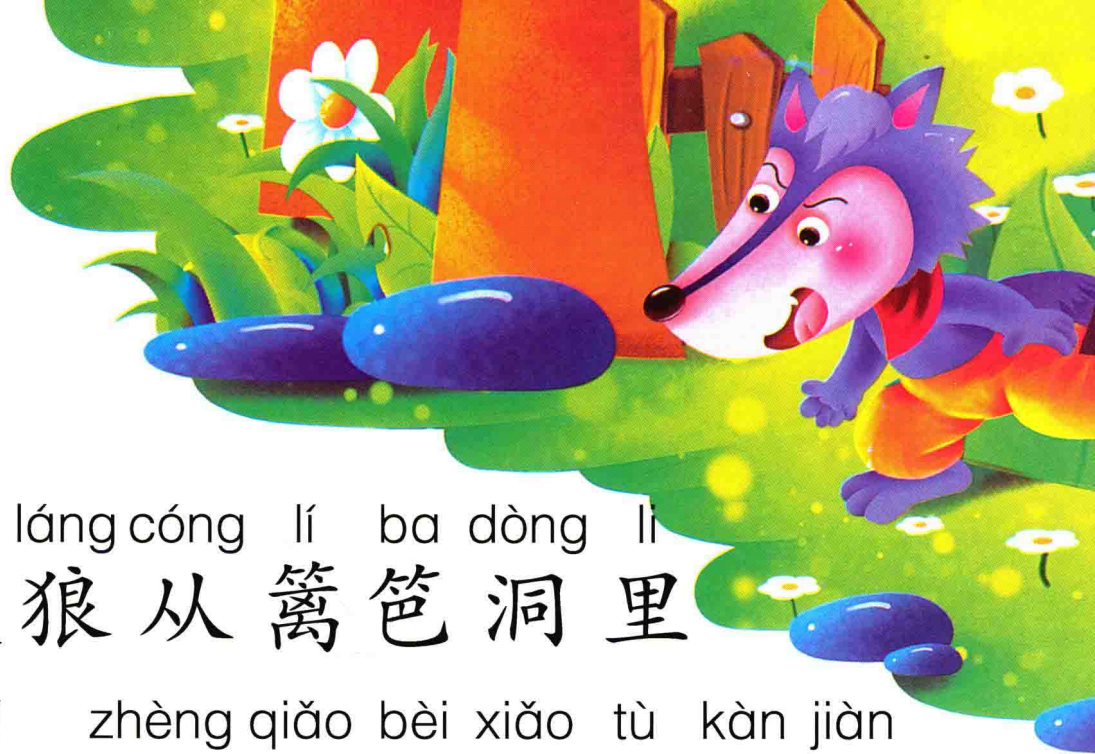 láng cóng lí ba dòng li
狼从篱笆洞里
zhèng qiǎo bèi xiǎo tù kàn jiàn